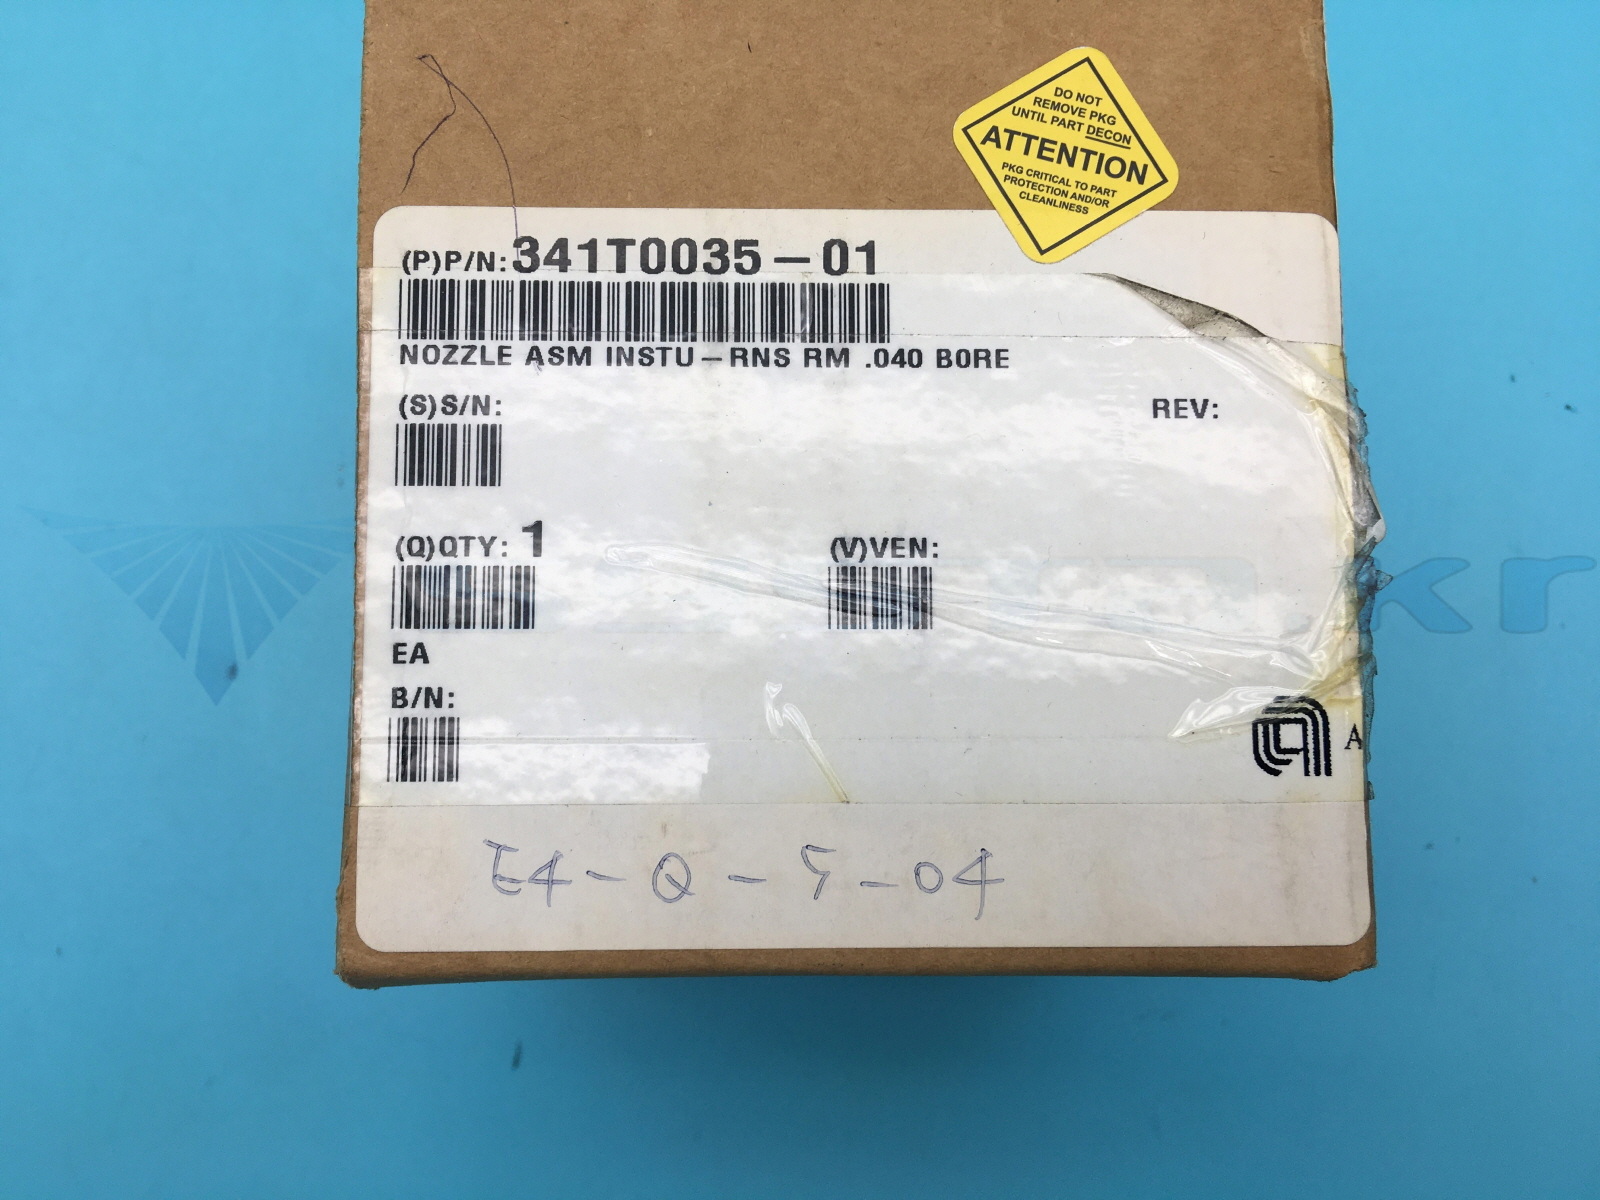 DO NOT
REMOVE PKG
UNTIL PART DECON
ATTENTION
PKG CRITICAL TO PART
PROTECTION AND/OR
CLEANLINESS
(P)P/N: 341T0035-01
NOZZLE ASM INSTU-RNS RM .040 BORE
(S)S/N:
REV:
(Q)QTY: 1
(V)VEN:
EA
B/N:
A
E4-Q-5-04
.kr